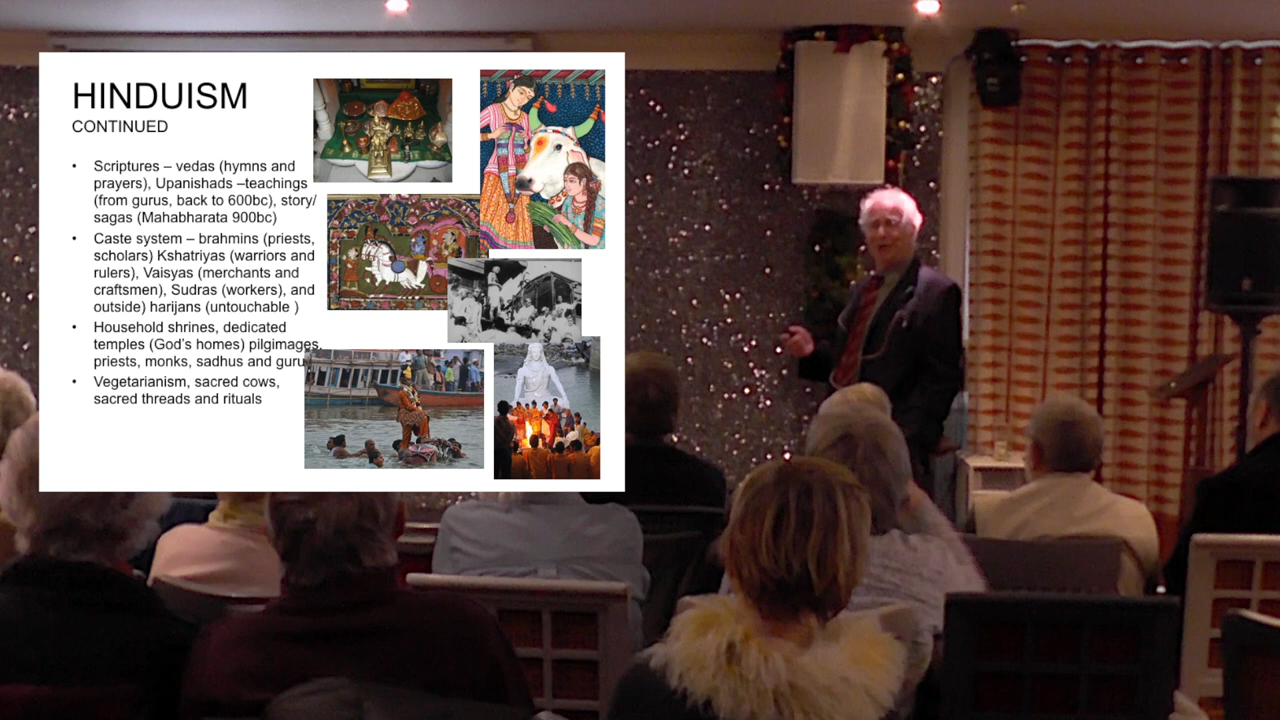 HINDUISM
CONTINUED
• Scriptures – vedas (hymns and
prayers), Upanishads –teachings
(from gurus, back to 600bc), story/
sagas (Mahabharata 900bc)
• Caste system – brahmins (priests,
scholars) Kshatriyas (warriors and
rulers), Vaisyas (merchants and
craftsmen), Sudras (workers), and
outside) harijans (untouchable )
• Household shrines, dedicated
temples (God's homes) pilgimages,
priests, monks, sadhus and guru
• Vegetarianism, sacred cows,
sacred threads and rituals